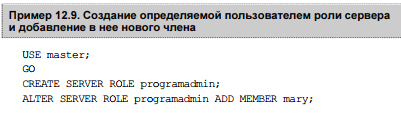 Пример 12.9. Создание определяемой пользователем роли сервера
и добавление в нее нового члена
USE master;
GO
CREATE SERVER ROLE programadmin;
ALTER SERVER ROLE programadmin ADD MEMBER mary;